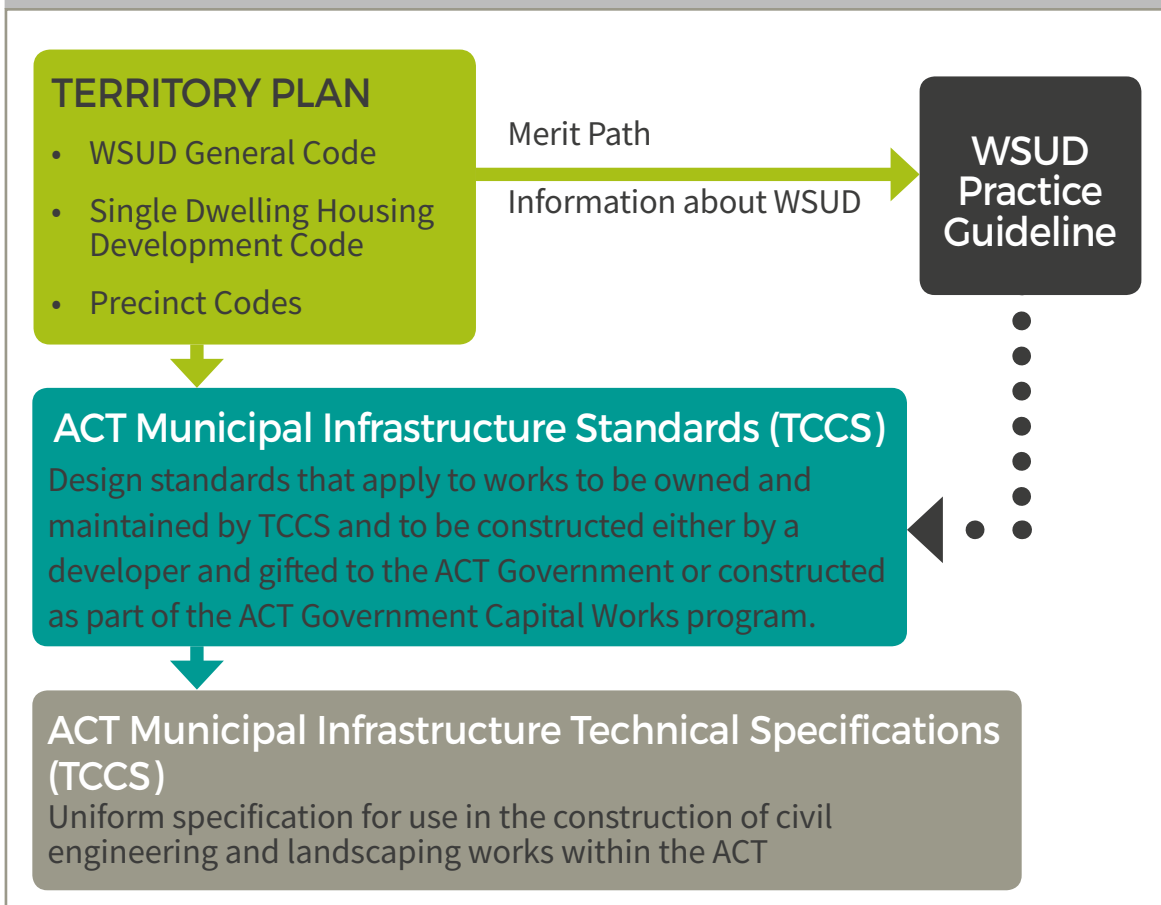 TERRITORY PLAN
• WSUD General Code
• Single Dwelling Housing
Development Code
• Precinct Codes
Merit Path
Information about WSUD
WSUD
Practice
Guideline
ACT Municipal Infrastructure Standards (TCCS)
Design standards that apply to works to be owned and
maintained by TCCS and to be constructed either by a
developer and gifted to the ACT Government or constructed
as part of the ACT Government Capital Works program.
ACT Municipal Infrastructure Technical Specifications
(TCCS)
Uniform specification for use in the construction of civil
engineering and landscaping works within the ACT